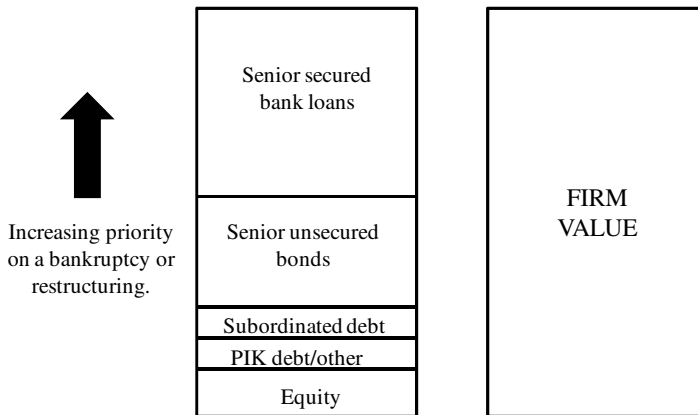 Senior secured
bank loans
Increasing priority
on a bankruptcy or
restructuring.
Senior unsecured
bonds
Subordinated debt
PIK debt/other
Equity
FIRM
VALUE